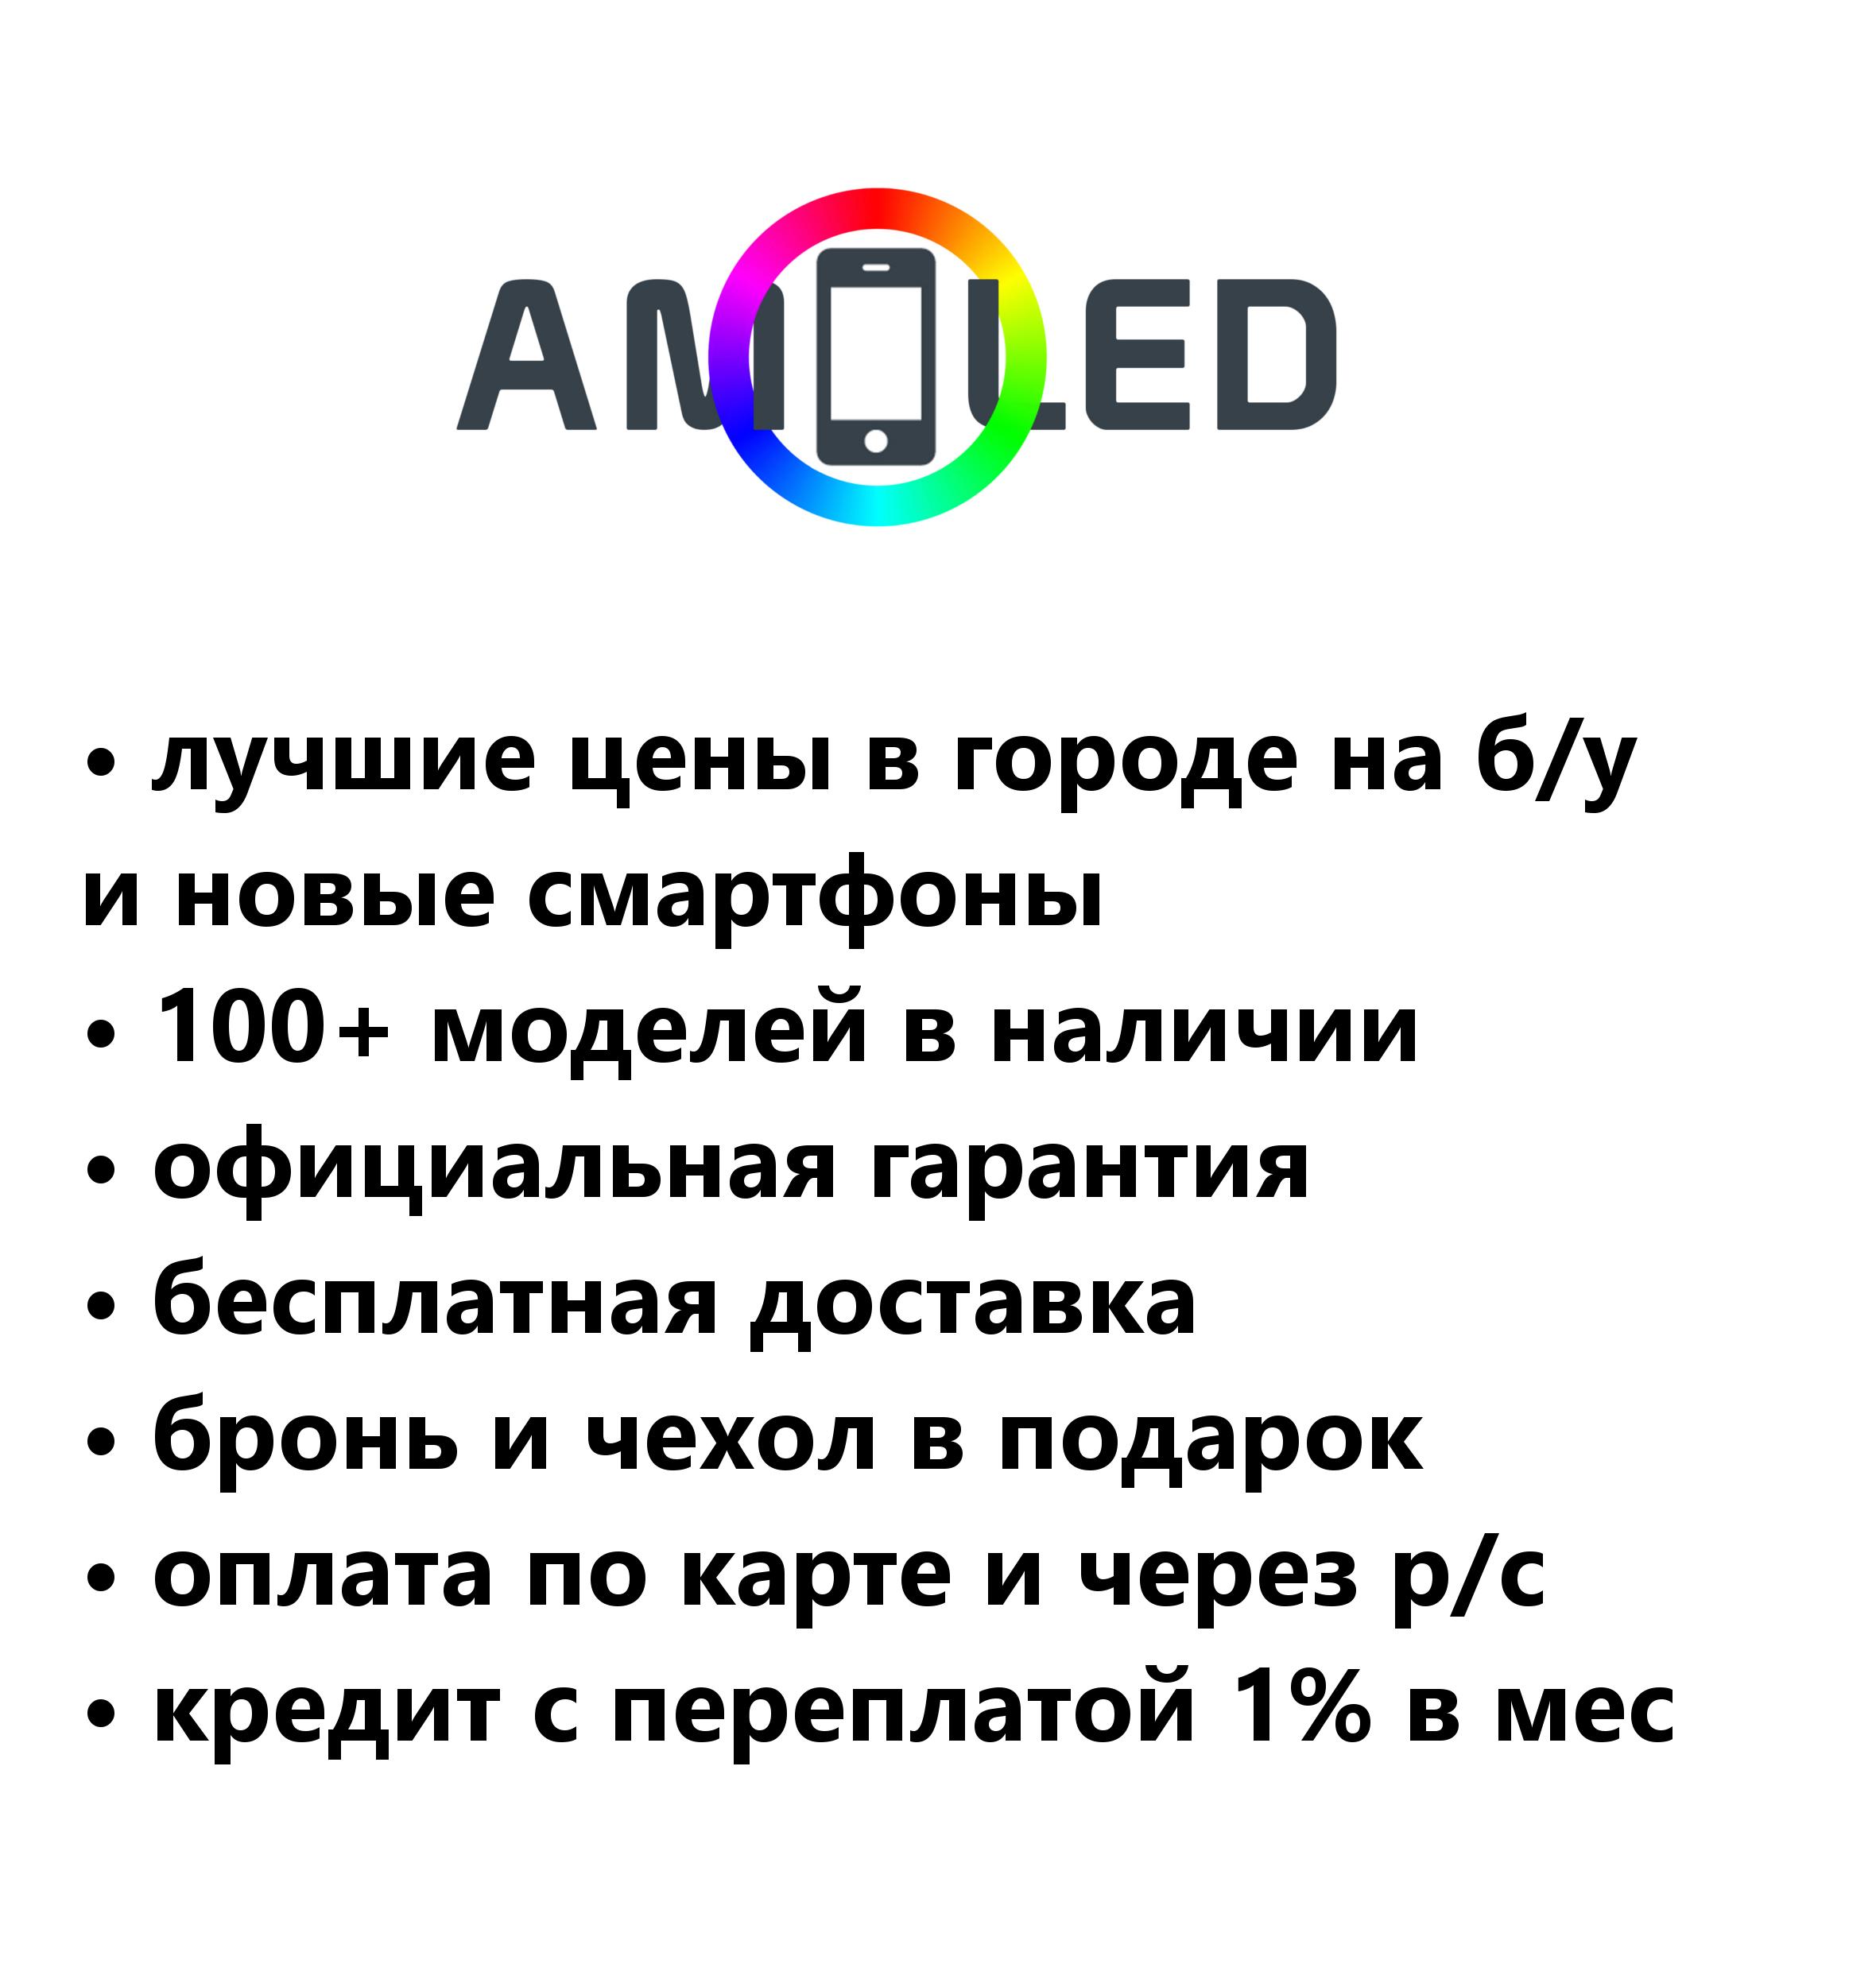 AMOLED
• лучшие цены в городе на б/у
и новые смартфоны
• 100+ моделей в наличии
• официальная гарантия
• бесплатная доставка
• бронь и чехол в подарок
• оплата по карте и через р/с
• кредит с переплатой 1% в мес